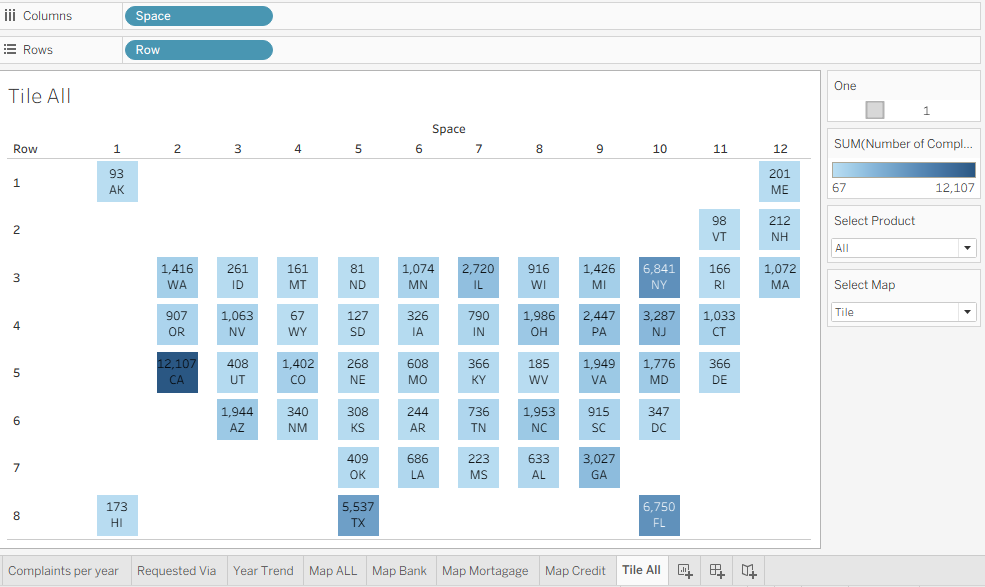 Columns Space
Rows Row
Tile All
Space
Row 1 2 3 4 5 6 7 8 9 10 11 12
1 93 201
AK ME
2 98 212
VT NH
3 1,416 261 161 81 1,074 2,720 916 1,426 6,841 166 1,072
WA ID MT ND MN IL WI MI NY RI MA
4 907 1,063 67 127 326 790 1,986 2,447 3,287 1,033
OR NV WY SD IA IN OH PA NJ CT
5 12,107 408 1,402 268 608 366 185 1,949 1,776 366
CA UT CO NE MO KY WV VA MD DE
6 1,944 340 308 244 736 1,953 915 347
AZ NM KS AR TN NC SC DC
7 409 686 223 633 3,027
OK LA MS AL GA
8 173 5,537 6,750
HI TX FL
One
1
SUM(Number of Compl...
67 12,107
Select Product
All
Select Map
Tile
Complaints per year Requested Via Year Trend Map ALL Map Bank Map Mortagage Map Credit Tile All